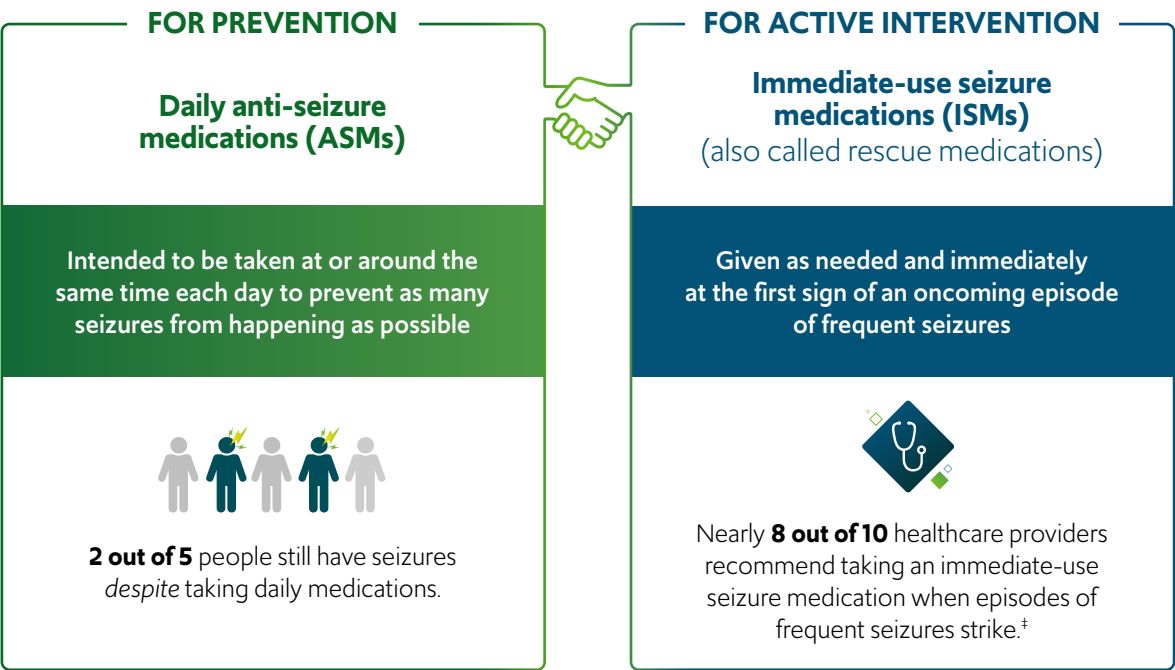 FOR PREVENTION
Daily anti-seizure
medications (ASMs)
Intended to be taken at or around the
same time each day to prevent as many
seizures from happening as possible
2 out of 5 people still have seizures
despite taking daily medications.
FOR ACTIVE INTERVENTION
Immediate-use seizure
medications (ISMs)
(also called rescue medications)
Given as needed and immediately
at the first sign of an oncoming episode
of frequent seizures
Nearly 8 out of 10 healthcare providers
recommend taking an immediate-use
seizure medication when episodes of
frequent seizures strike.‡